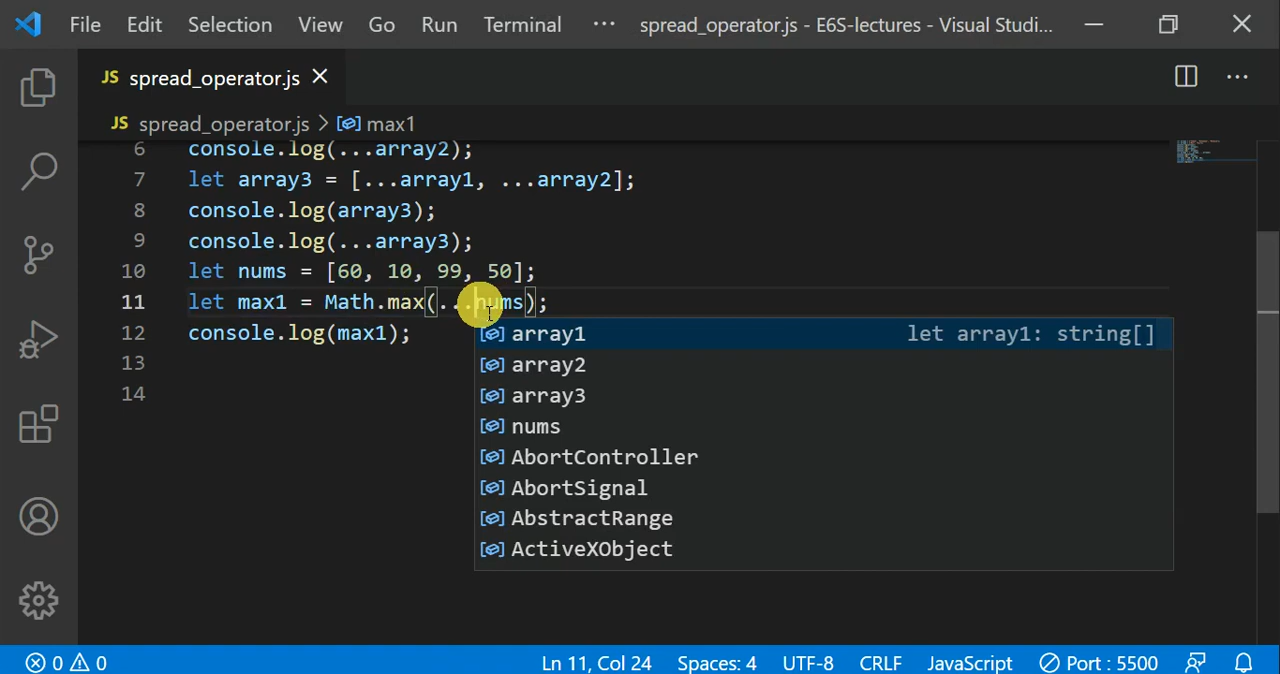 File Edit Selection View Go Run Terminal ··· spread_operator.js - E6S-lectures - Visual Studi...
JS spread_operator.js
JS spread_operator.js > max1
6 console.log(...array2);
7 let array3 = [...array1, ...array2];
8 console.log(array3);
9 console.log(...array3);
10 let nums = [60, 10, 99, 50];
11 let max1 = Math.max(...nums);
12 console.log(max1);
array1 let array1: string[]
13
array2
14
array3
nums
AbortController
AbortSignal
AbstractRange
ActiveXObject
0 0 Ln 11, Col 24 Spaces: 4 UTF-8 CRLF JavaScript Port : 5500